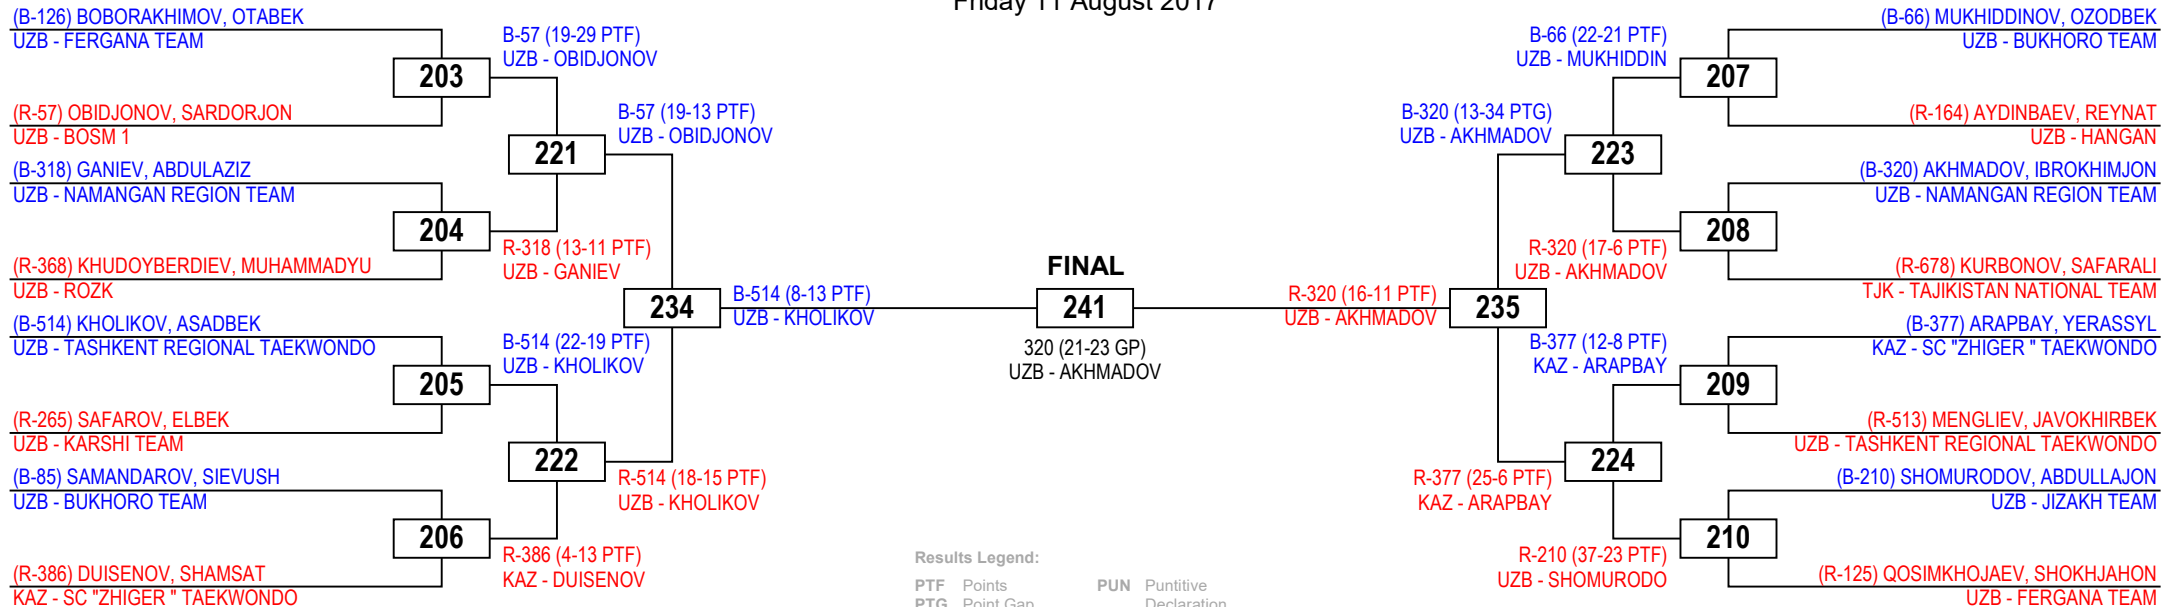 Friday 11 August 2017
(B-126) BOBORAKHIMOV, OTABEK
UZB - FERGANA TEAM
B-57 (19-29 PTF)
UZB - OBIDJONOV
203
(R-57) OBIDJONOV, SARDORJON
UZB - BOSM 1
B-57 (19-13 PTF)
UZB - OBIDJONOV
221
(B-318) GANIEV, ABDULAZIZ
UZB - NAMANGAN REGION TEAM
204
R-318 (13-11 PTF)
UZB - GANIEV
(R-368) KHUDOYBERDIEV, MUHAMMADYU
UZB - ROZK
234
B-514 (8-13 PTF)
UZB - KHOLIKOV
(B-514) KHOLIKOV, ASADBEK
UZB - TASHKENT REGIONAL TAEKWONDO
B-514 (22-19 PTF)
UZB - KHOLIKOV
205
(R-265) SAFAROV, ELBEK
UZB - KARSHI TEAM
222
R-514 (18-15 PTF)
UZB - KHOLIKOV
(B-85) SAMANDAROV, SIEVUSH
UZB - BUKHORO TEAM
206
R-386 (4-13 PTF)
KAZ - DUISENOV
(R-386) DUISENOV, SHAMSAT
KAZ - SC "ZHIGER " TAEKWONDO
FINAL
241
320 (21-23 GP)
UZB - AKHMADOV
(B-66) MUKHIDDINOV, OZODBEK
UZB - BUKHORO TEAM
B-66 (22-21 PTF)
UZB - MUKHIDDIN
207
(R-164) AYDINBAEV, REYNAT
UZB - HANGAN
B-320 (13-34 PTG)
UZB - AKHMADOV
223
(B-320) AKHMADOV, IBROKHIMJON
UZB - NAMANGAN REGION TEAM
208
R-320 (17-6 PTF)
UZB - AKHMADOV
(R-678) KURBONOV, SAFARALI
TJK - TAJIKISTAN NATIONAL TEAM
R-320 (16-11 PTF)
UZB - AKHMADOV
235
(B-377) ARAPBAY, YERASSYL
KAZ - SC "ZHIGER " TAEKWONDO
B-377 (12-8 PTF)
KAZ - ARAPBAY
209
(R-513) MENGLIEV, JAVOKHIRBEK
UZB - TASHKENT REGIONAL TAEKWONDO
224
R-377 (25-6 PTF)
KAZ - ARAPBAY
(B-210) SHOMURODOV, ABDULLAJON
UZB - JIZAKH TEAM
210
R-210 (37-23 PTF)
UZB - SHOMURODO
(R-125) QOSIMKHOJAEV, SHOKHJAHON
UZB - FERGANA TEAM
Results Legend:
PTF Points PUN Puntitive
PTG Point Gap Declaration